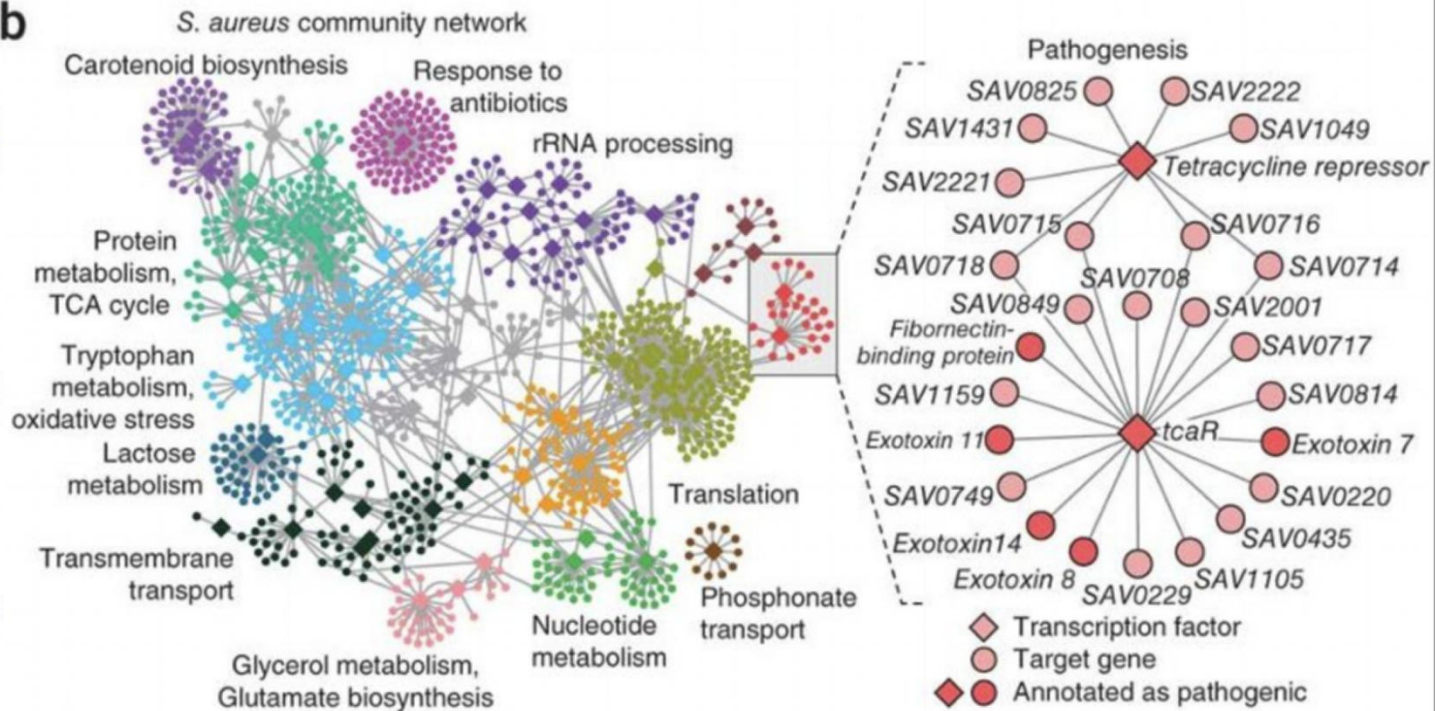 b
S. aureus community network
Carotenoid biosynthesis
Response to
antibiotics
rRNA processing
Protein
metabolism,
TCA cycle
Tryptophan
metabolism,
oxidative stress
Lactose
metabolism
Transmembrane
transport
Glycerol metabolism,
Glutamate biosynthesis
Nucleotide
metabolism
Translation
Phosphonate
transport
Pathogenesis
SAV0825
SAV2222
SAV1431
SAV1049
Tetracycline repressor
SAV2221
SAV0715
SAV0716
SAV0718
SAV0708
SAV0714
SAV0849
SAV2001
Fibornectin-
binding protein
SAV0717
SAV1159
SAV0814
Exotoxin 11
tcaR
Exotoxin 7
SAV0749
SAV0220
Exotoxin14
SAV0435
Exotoxin 8
SAV0229
SAV1105
Transcription factor
Target gene
Annotated as pathogenic